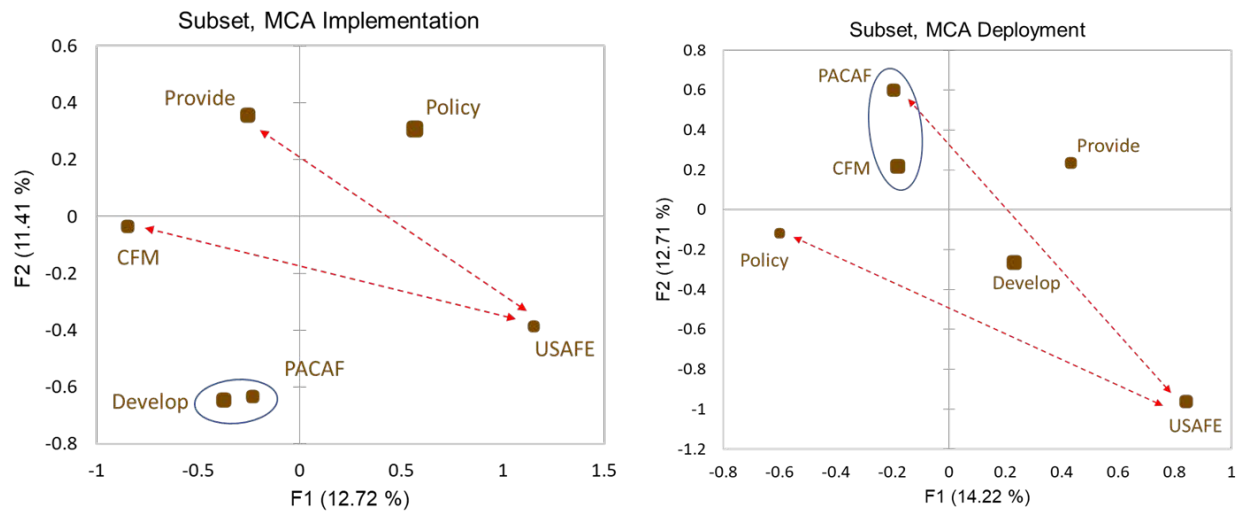 Subset, MCA Implementation
0.6
0.4
0.2
0
-0.2
-0.4
-0.6
-0.8
F2 (11.41 %)
Provide
Policy
CFM
USAFE
PACAF
Develop
-1
-0.5
0
0.5
1
1.5
F1 (12.72 %)
Subset, MCA Deployment
0.8
0.6
0.4
0.2
0
-0.2
-0.4
-0.6
-0.8
-1
-1.2
F2 (12.71 %)
PACAF
Provide
CFM
Policy
Develop
USAFE
-0.8
-0.6
-0.4
-0.2
0
0.2
0.4
0.6
0.8
1
F1 (14.22 %)